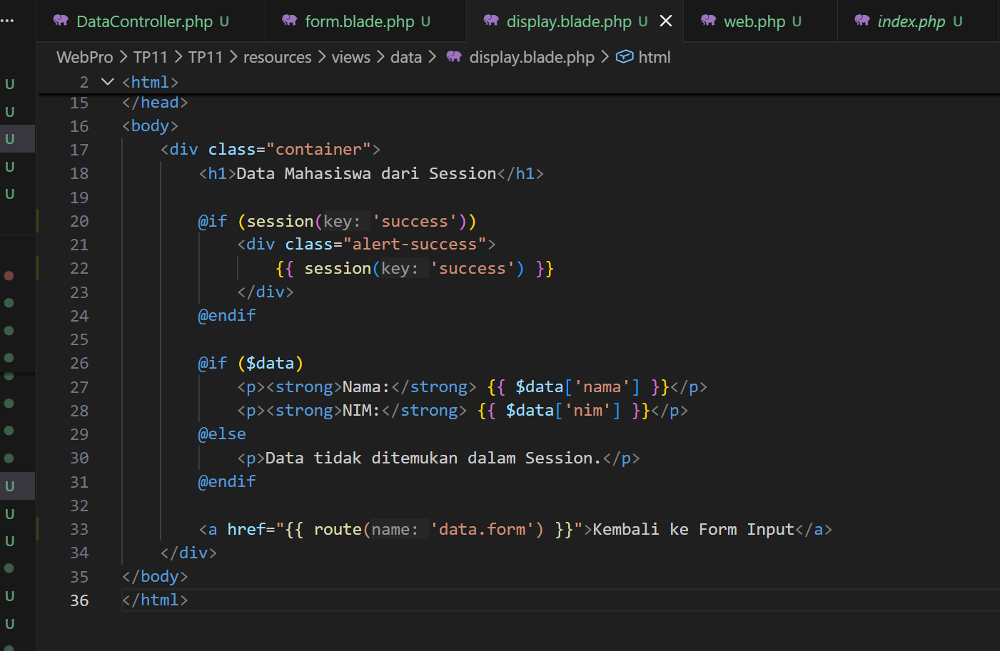 ... DataController.php U form.blade.php U display.blade.php U web.php U index.php U
WebPro > TP11 > TP11 > resources > views > data > display.blade.php > html
2 <html>
U
15 </head>
U
16 <body>
U
17 <div class="container">
U
18 <h1>Data Mahasiswa dari Session</h1>
U
19
20 @if (session(key: 'success'))
21 <div class="alert-success">
22 {{ session(key: 'success') }}
23 </div>
24 @endif
25
26 @if ($data)
27 <p><strong>Nama:</strong> {{ $data['nama'] }}</p>
28 <p><strong>NIM:</strong> {{ $data['nim'] }}</p>
29 @else
30 <p>Data tidak ditemukan dalam Session.</p>
31 @endif
U
32
U
33 <a href="{{ route(name: 'data.form') }}">Kembali ke Form Input</a>
U
34 </div>
35 </body>
U
36 </html>
U